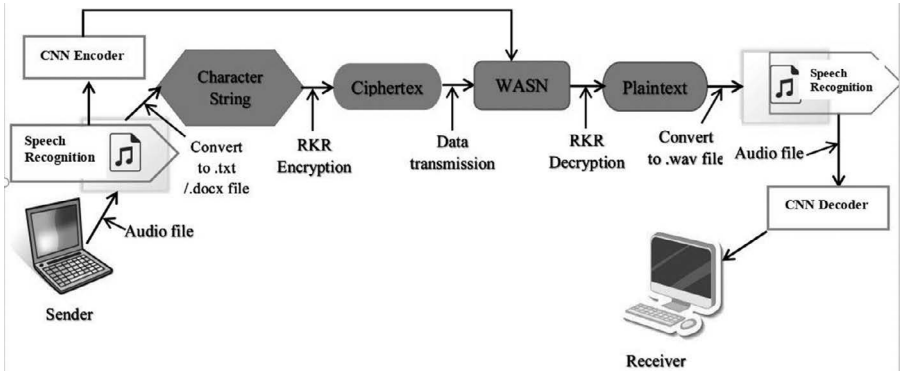 CNN Encoder
Speech
Recognition
Character
String
Ciphertex
WASN
Plaintext
Speech
Recognition
Convert
to .txt
/.docx file
RKR
Encryption
Data
transmission
RKR
Decryption
Convert
to .wav file
Audio file
CNN Decoder
Audio file
Sender
Receiver